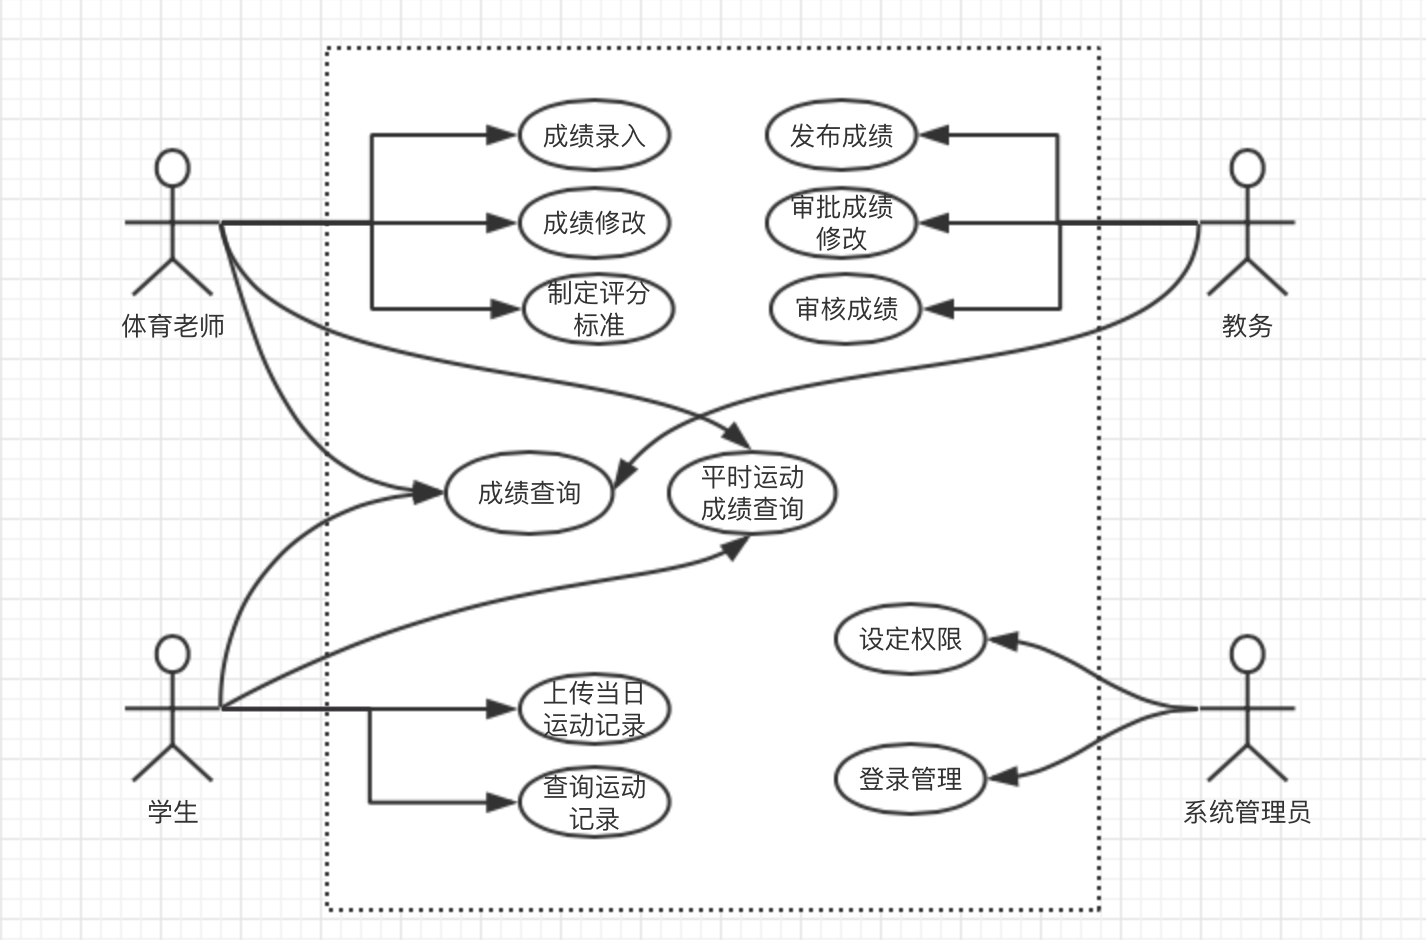 成绩录入
发布成绩
成绩修改
审批成绩
修改
制定评分
标准
审核成绩
体育老师
教务
成绩查询
平时运动
成绩查询
设定权限
上传当日
运动记录
登录管理
查询运动
记录
学生
系统管理员